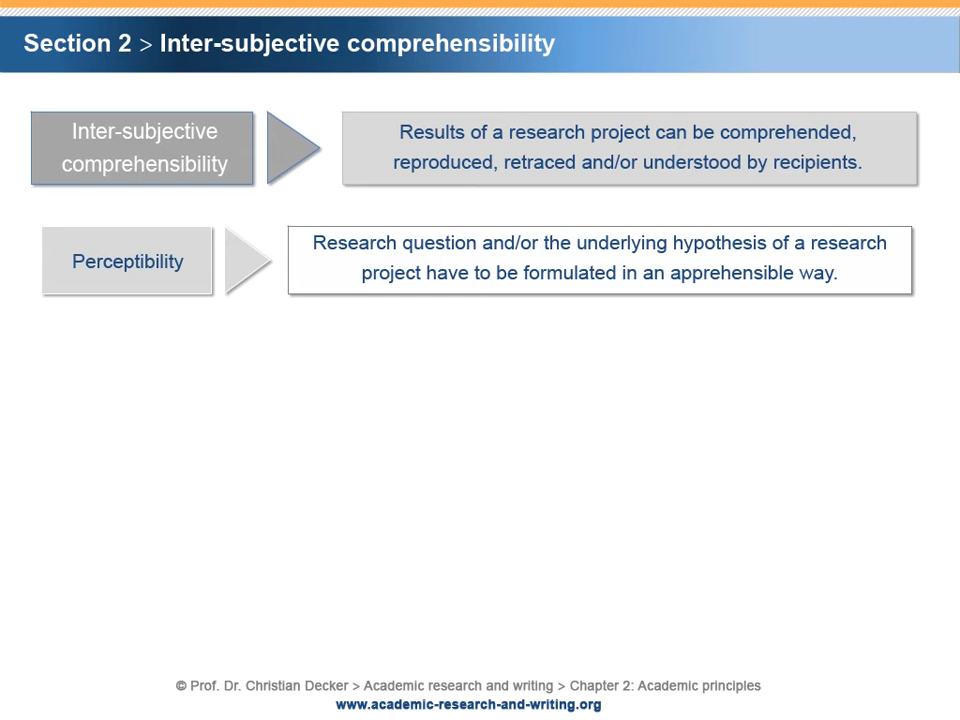 Section 2 > Inter-subjective comprehensibility
Inter-subjective
comprehensibility
Results of a research project can be comprehended,
reproduced, retraced and/or understood by recipients.
Perceptibility
Research question and/or the underlying hypothesis of a research
project have to be formulated in an apprehensible way.
© Prof. Dr. Christian Decker > Academic research and writing > Chapter 2: Academic principles
www.academic-research-and-writing.org